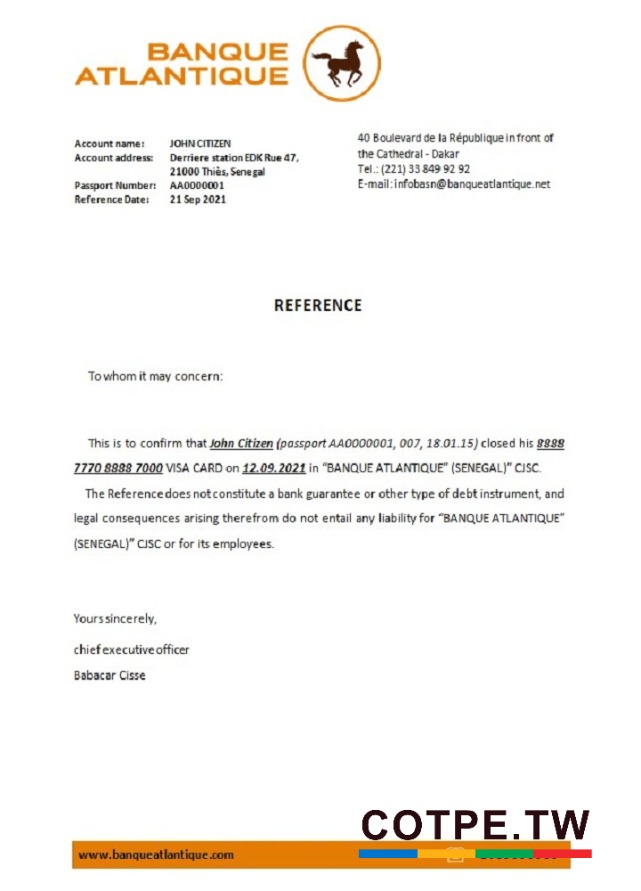 BANQUE
ATLANTIQUE
Account name: JOHN CITIZEN
Account address: Derriere station EDK Rue 47,
21000 Thiès, Senegal
Passport Number: AA0000001
Reference Date: 21 Sep 2021
40 Boulevard de la République in front of
the Cathedral - Dakar
Tel.: (221) 33 849 92 92
E-mail: infobasn@banqueatlantique.net
REFERENCE
To whom it may concern:
This is to confirm that John Citizen (passport AA0000001, 007, 18.01.15) closed his 8888
7770 8888 7000 VISA CARD on 12.09.2021 in “BANQUE ATLANTIQUE” (SENEGAL)” CJSC.
The Reference does not constitute a bank guarantee or other type of debt instrument, and
legal consequences arising therefrom do not entail any liability for “BANQUE ATLANTIQUE”
(SENEGAL)” CJSC or for its employees.
Yours sincerely,
chief executive officer
Babacar Cisse
COTPE.TW
www.banqueatlantique.com